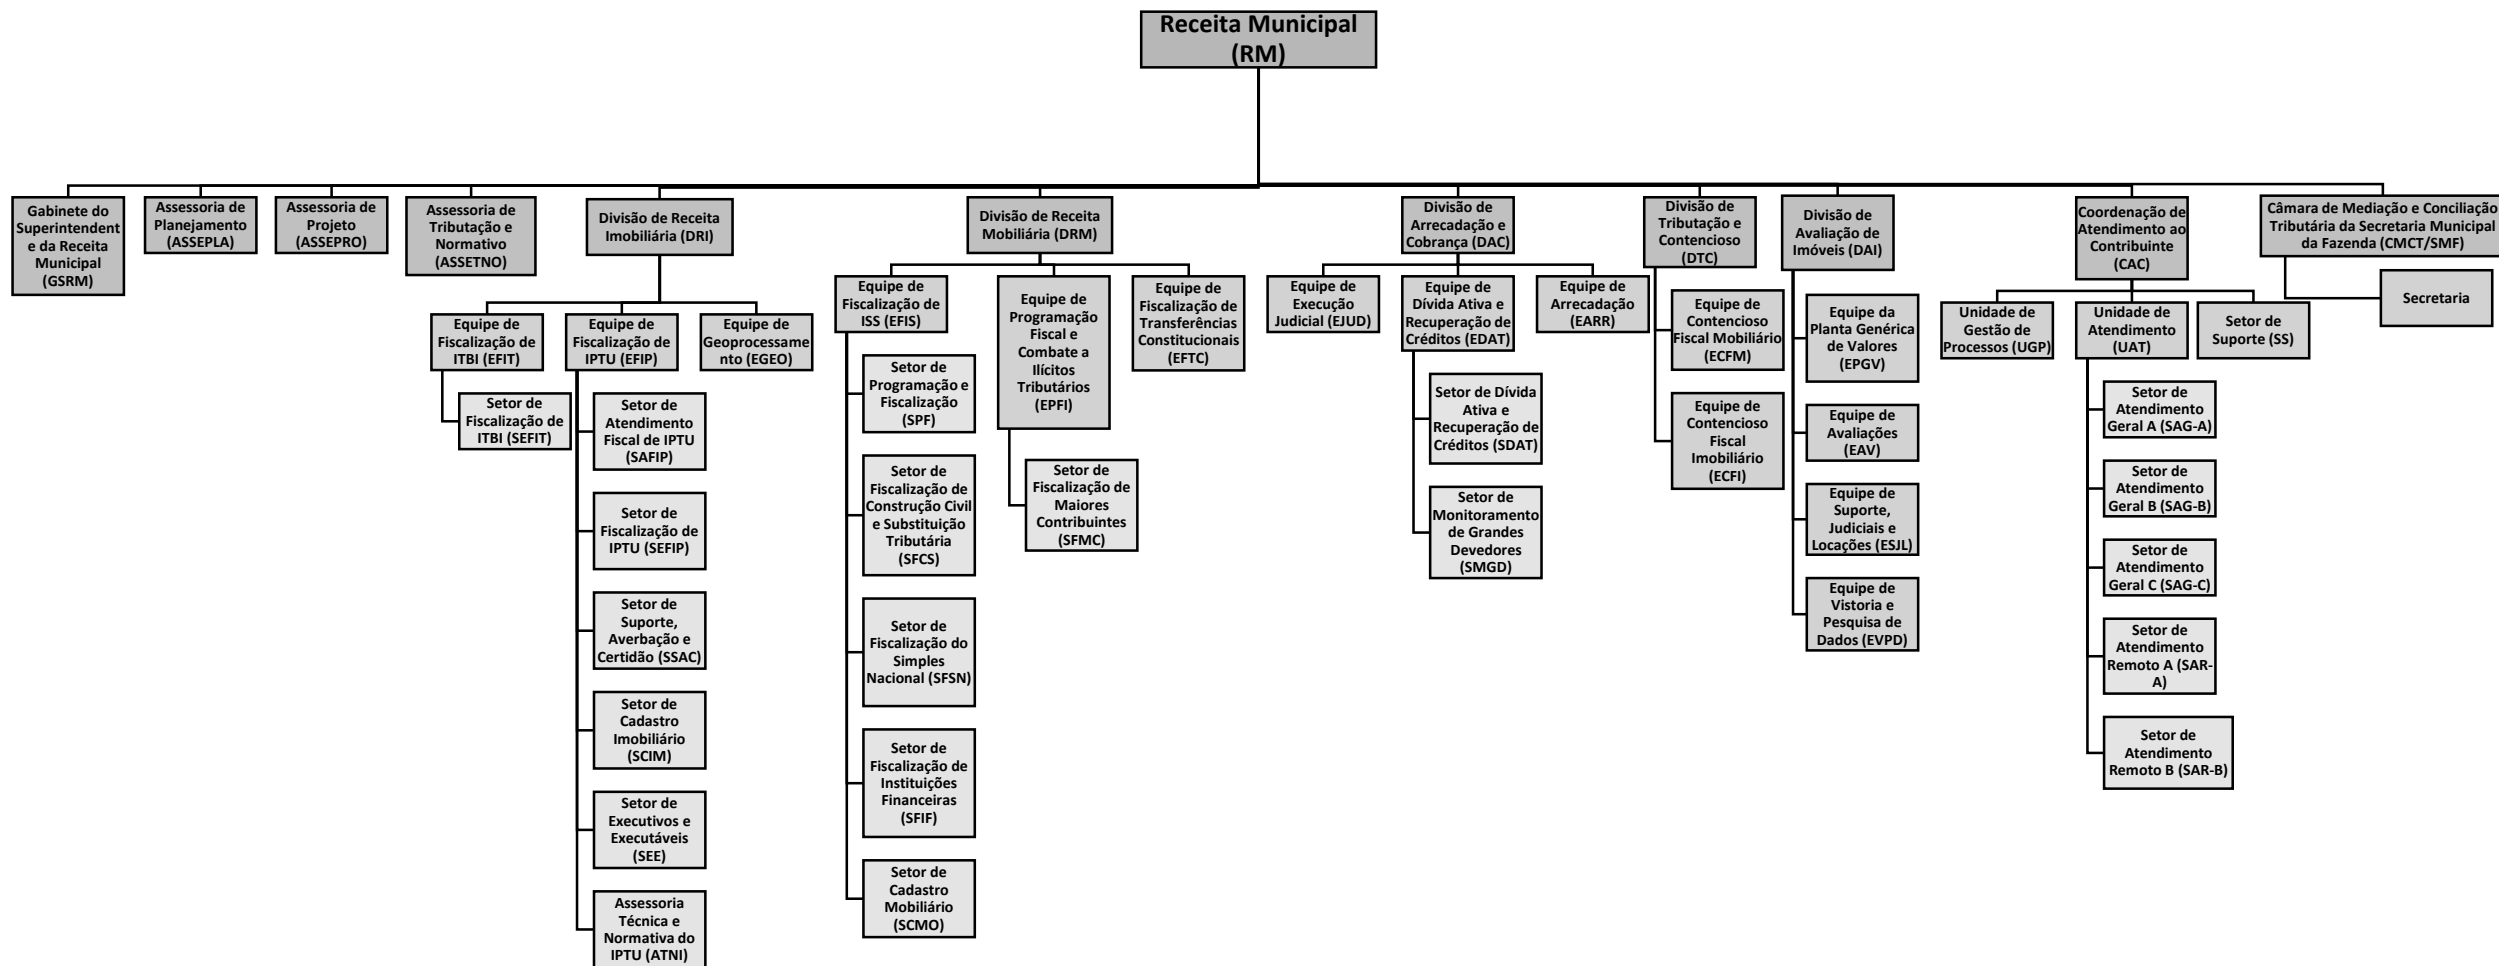 Receita Municipal
(RM)
Gabinete do
Superintendent
e da Receita
Municipal
(GSRM)
Assessoria de
Planejamento
(ASSEPLA)
Assessoria de
Projeto
(ASSEPRO)
Assessoria de
Tributação e
Normativo
(ASSETNO)
Divisão de Receita
Imobiliária (DRI)
Equipe de
Fiscalização de
ITBI (EFIT)
Setor de
Fiscalização de
ITBI (SEFIT)
Equipe de
Fiscalização de
IPTU (EFIP)
Setor de
Atendimento
Fiscal de IPTU
(SAFIP)
Setor de
Fiscalização de
IPTU (SEFIP)
Setor de
Suporte,
Averbação e
Certidão (SSAC)
Setor de
Cadastro
Imobiliário
(SCIM)
Setor de
Executivos e
Executáveis
(SEE)
Assessoria
Técnica e
Normativa do
IPTU (ATNI)
Equipe de
Geoprocessame
nto (EGEO)
Divisão de Receita
Mobiliária (DRM)
Equipe de
Fiscalização de
ISS (EFIS)
Setor de
Programação e
Fiscalização
(SPF)
Setor de
Fiscalização de
Construção Civil
e Substituição
Tributária
(SFCS)
Setor de
Fiscalização do
Simples
Nacional (SFSN)
Setor de
Fiscalização de
Instituições
Financeiras
(SFIF)
Setor de
Cadastro
Mobiliário
(SCMO)
Equipe de
Programação
Fiscal e
Combate a
Ilícitos
Tributários
(EPFI)
Setor de
Fiscalização de
Maiores
Contribuintes
(SFMC)
Equipe de
Fiscalização de
Transferências
Constitucionais
(EFTC)
Divisão de
Arrecadação e
Cobrança (DAC)
Equipe de
Execução
Judicial (EJUD)
Equipe de
Dívida Ativa e
Recuperação de
Créditos (EDAT)
Setor de Dívida
Ativa e
Recuperação de
Créditos (SDAT)
Setor de
Monitoramento
de Grandes
Devedores
(SMGD)
Equipe de
Arrecadação
(EARR)
Divisão de
Tributação e
Contencioso
(DTC)
Equipe de
Contencioso
Fiscal Mobiliário
(ECFM)
Equipe de
Contencioso
Fiscal
Imobiliário
(ECFI)
Divisão de
Avaliação de
Imóveis (DAI)
Equipe da
Planta Genérica
de Valores
(EPGV)
Equipe de
Avaliações
(EAV)
Equipe de
Suporte,
Judiciais e
Locações (ESJL)
Equipe de
Vistoria e
Pesquisa de
Dados (EVPD)
Coordenação de
Atendimento ao
Contribuinte
(CAC)
Unidade de
Gestão de
Processos (UGP)
Unidade de
Atendimento
(UAT)
Setor de
Atendimento
Geral A (SAG-A)
Setor de
Atendimento
Geral B (SAG-B)
Setor de
Atendimento
Geral C (SAG-C)
Setor de
Atendimento
Remoto A (SAR-
A)
Setor de
Atendimento
Remoto B (SAR-B)
Setor de
Suporte (SS)
Câmara de Mediação e Conciliação
Tributária da Secretaria Municipal
da Fazenda (CMCT/SMF)
Secretaria